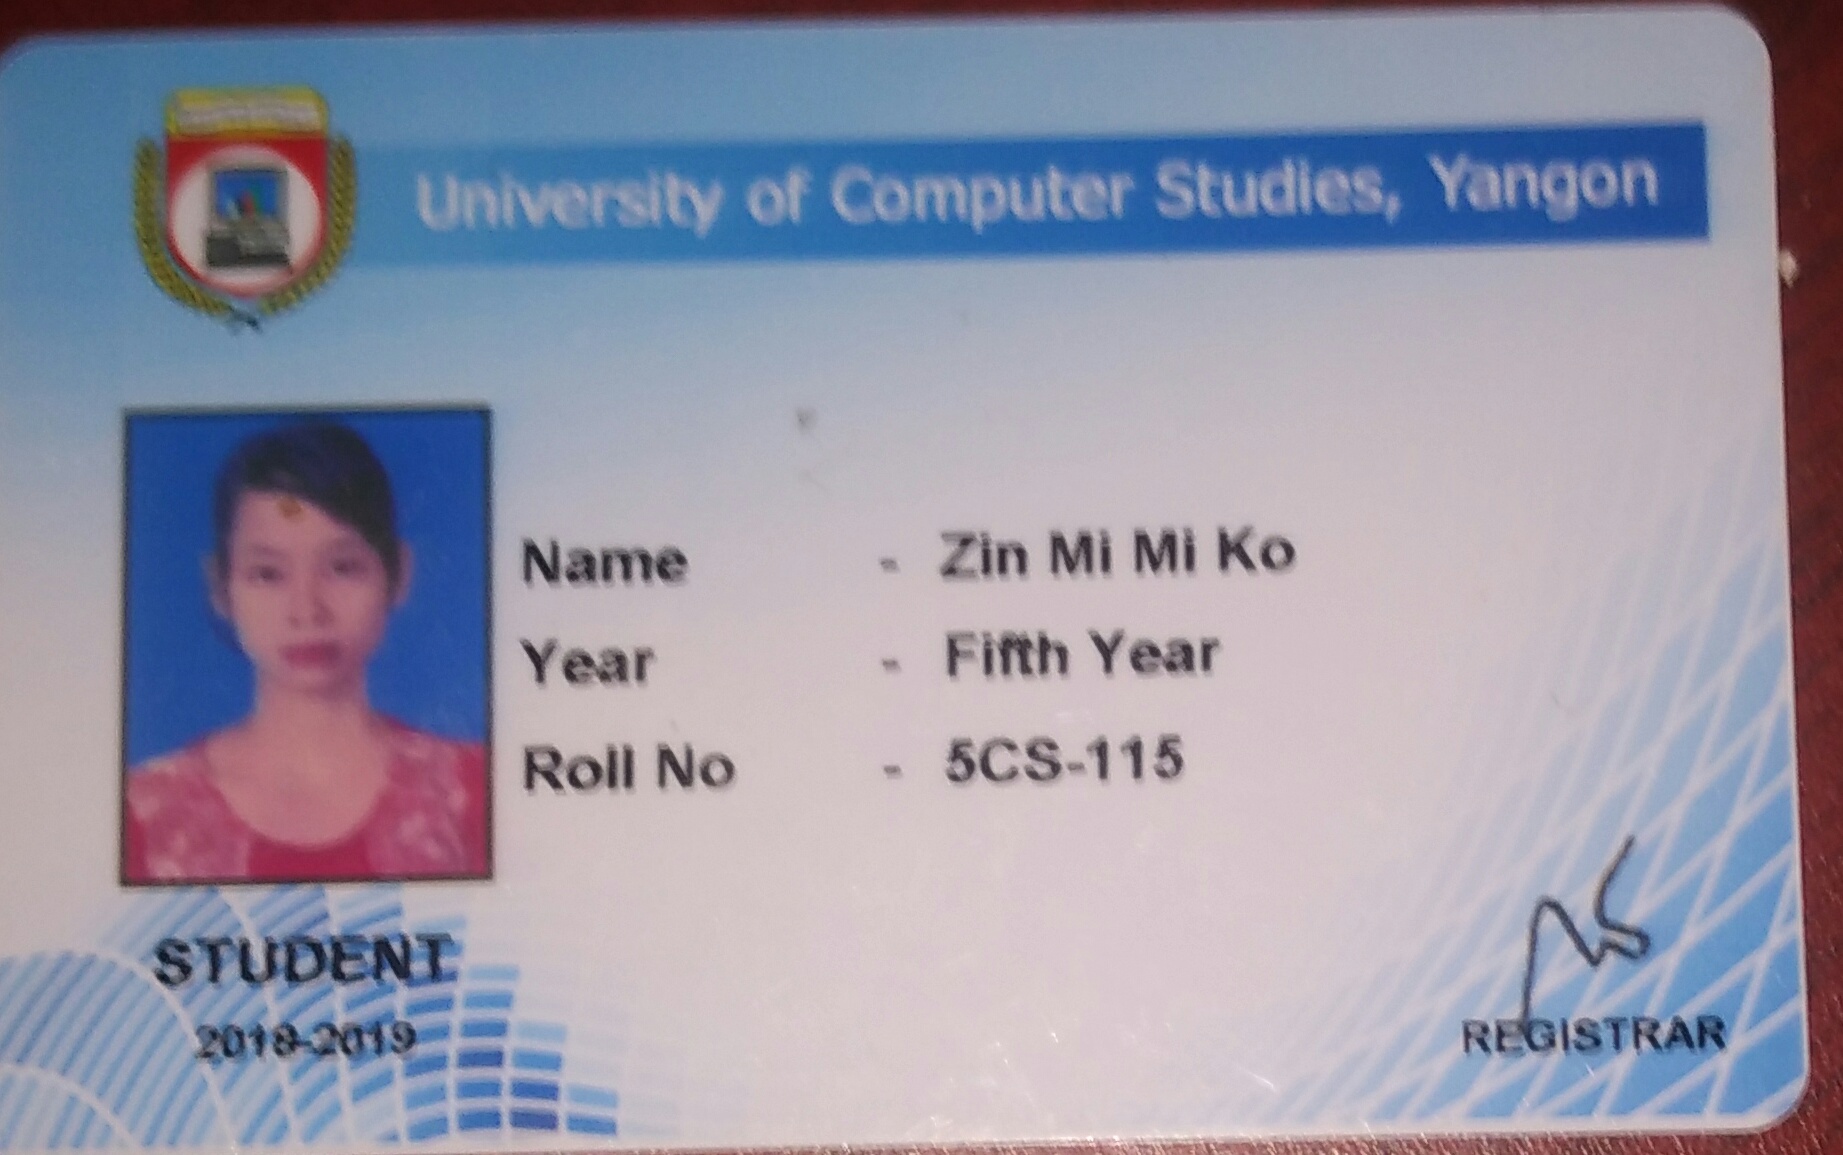 University of Computer Studies, Yangon
Name - Zin Mi Mi Ko
Year - Fifth Year
Roll No - 5CS-115
STUDENT
2018-2019
REGISTRAR